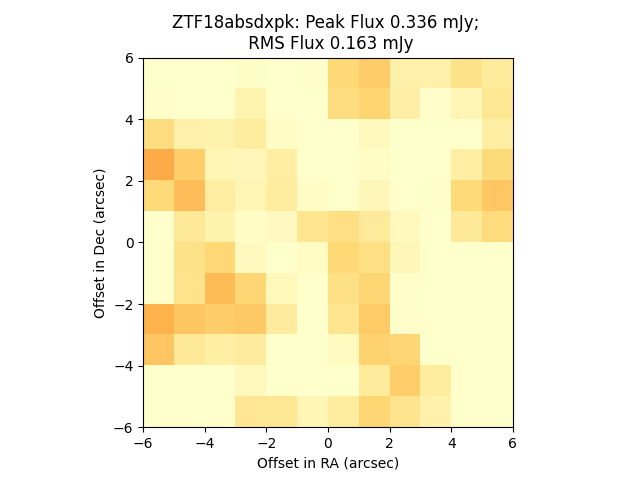 ZTF18absdxpk: Peak Flux 0.336 mJy;
RMS Flux 0.163 mJy
6
4
2
0
−2
−4
−6
Offset in Dec (arcsec)
−6 −4 −2 0 2 4 6
Offset in RA (arcsec)